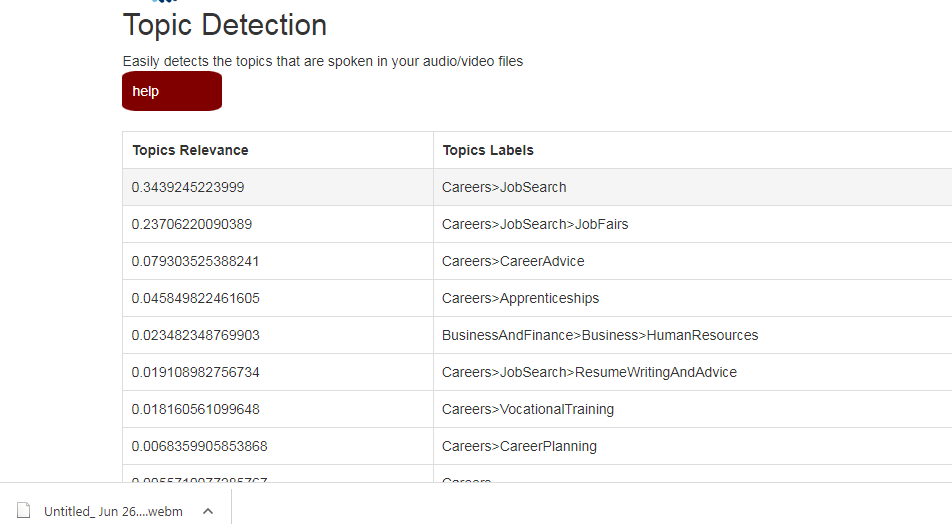 Topic Detection
Easily detects the topics that are spoken in your audio/video files
help
Topics Relevance Topics Labels
0.3439245223999 Careers>JobSearch
0.23706220090389 Careers>JobSearch>JobFairs
0.079303525388241 Careers>CareerAdvice
0.045849822461605 Careers>Apprenticeships
0.023482348769903 BusinessAndFinance>Business>HumanResources
0.019108982756734 Careers>JobSearch>ResumeWritingAndAdvice
0.018160561099648 Careers>VocationalTraining
0.0068359905853868 Careers>CareerPlanning
Careers
Untitled_ Jun 26....webm